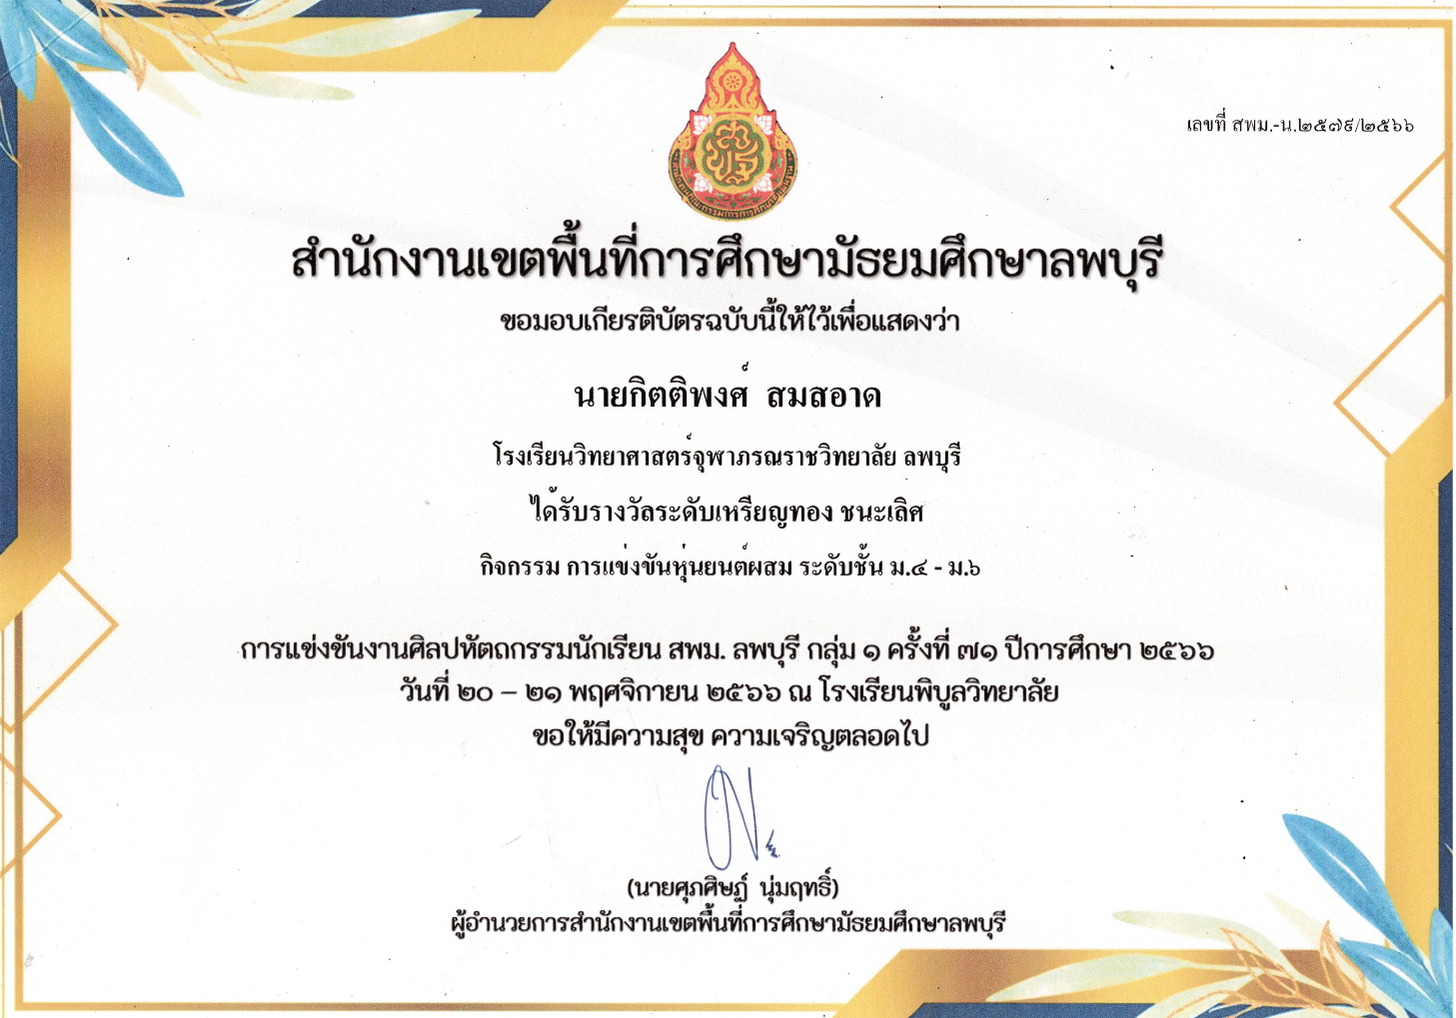 เลขที่ สพม.-น.๒๕๗๙/๒๕๖๖
สำนักงานเขตพื้นที่การศึกษามัธยมศึกษาลพบุรี
ขอมอบเกียรติบัตรฉบับนี้ให้ไว้เพื่อแสดงว่า
นายกิตติพงศ์ สมสอาด
โรงเรียนวิทยาศาสตร์จุฬาภรณราชวิทยาลัย ลพบุรี
ได้รับรางวัลระดับเหรียญทอง ชนะเลิศ
กิจกรรม การแข่งขันหุ่นยนต์ผสม ระดับชั้น ม.๔ - ม.๖
การแข่งขันงานศิลปหัตถกรรมนักเรียน สพม. ลพบุรี กลุ่ม ๑ ครั้งที่ ๗๑ ปีการศึกษา ๒๕๖๖
วันที่ ๒๐ – ๒๑ พฤศจิกายน ๒๕๖๖ ณ โรงเรียนพิบูลวิทยาลัย
ขอให้มีความสุข ความเจริญตลอดไป
(นายศุภศิษฏ์ นุ่มฤทธิ์)
ผู้อำนวยการสำนักงานเขตพื้นที่การศึกษามัธยมศึกษาลพบุรี